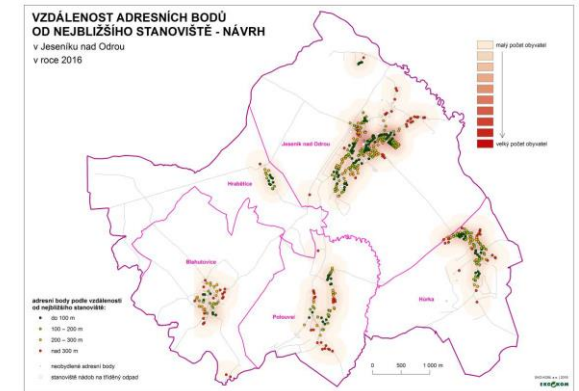 VZDÁLENOST ADRESNÍCH BODŮ
OD NEJBLIŽŠÍHO STANOVIŠTĚ - NÁVRH
v Jeseníku nad Odrou
v roce 2016
malý počet obyvatel
velký počet obyvatel
Jeseník nad Odrou
Hrabětice
Blahutovice
Polouvsí
Hůrka
adresní body podle vzdálenosti
od nejbližšího stanoviště:
do 100 m
100 – 200 m
200 – 300 m
nad 300 m
neobydlené adresní body
stanoviště nádob na tříděný odpad
0 500 1 000 m
EKO-KOM